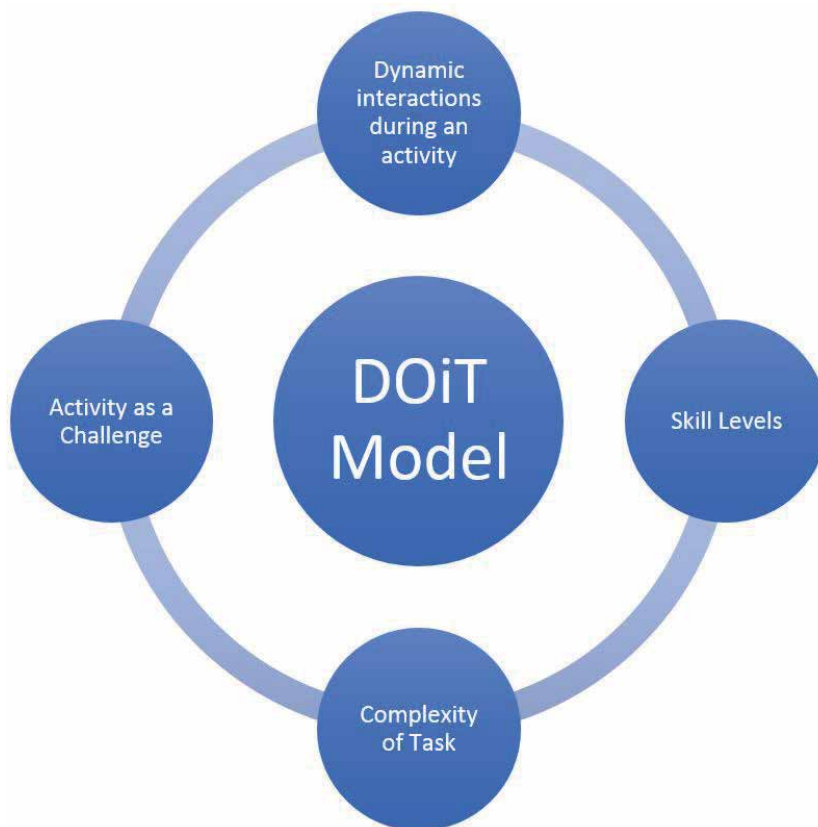 Dynamic
interactions
during an
activity
Activity as a
Challenge
DOiT
Model
Skill Levels
Complexity
of Task